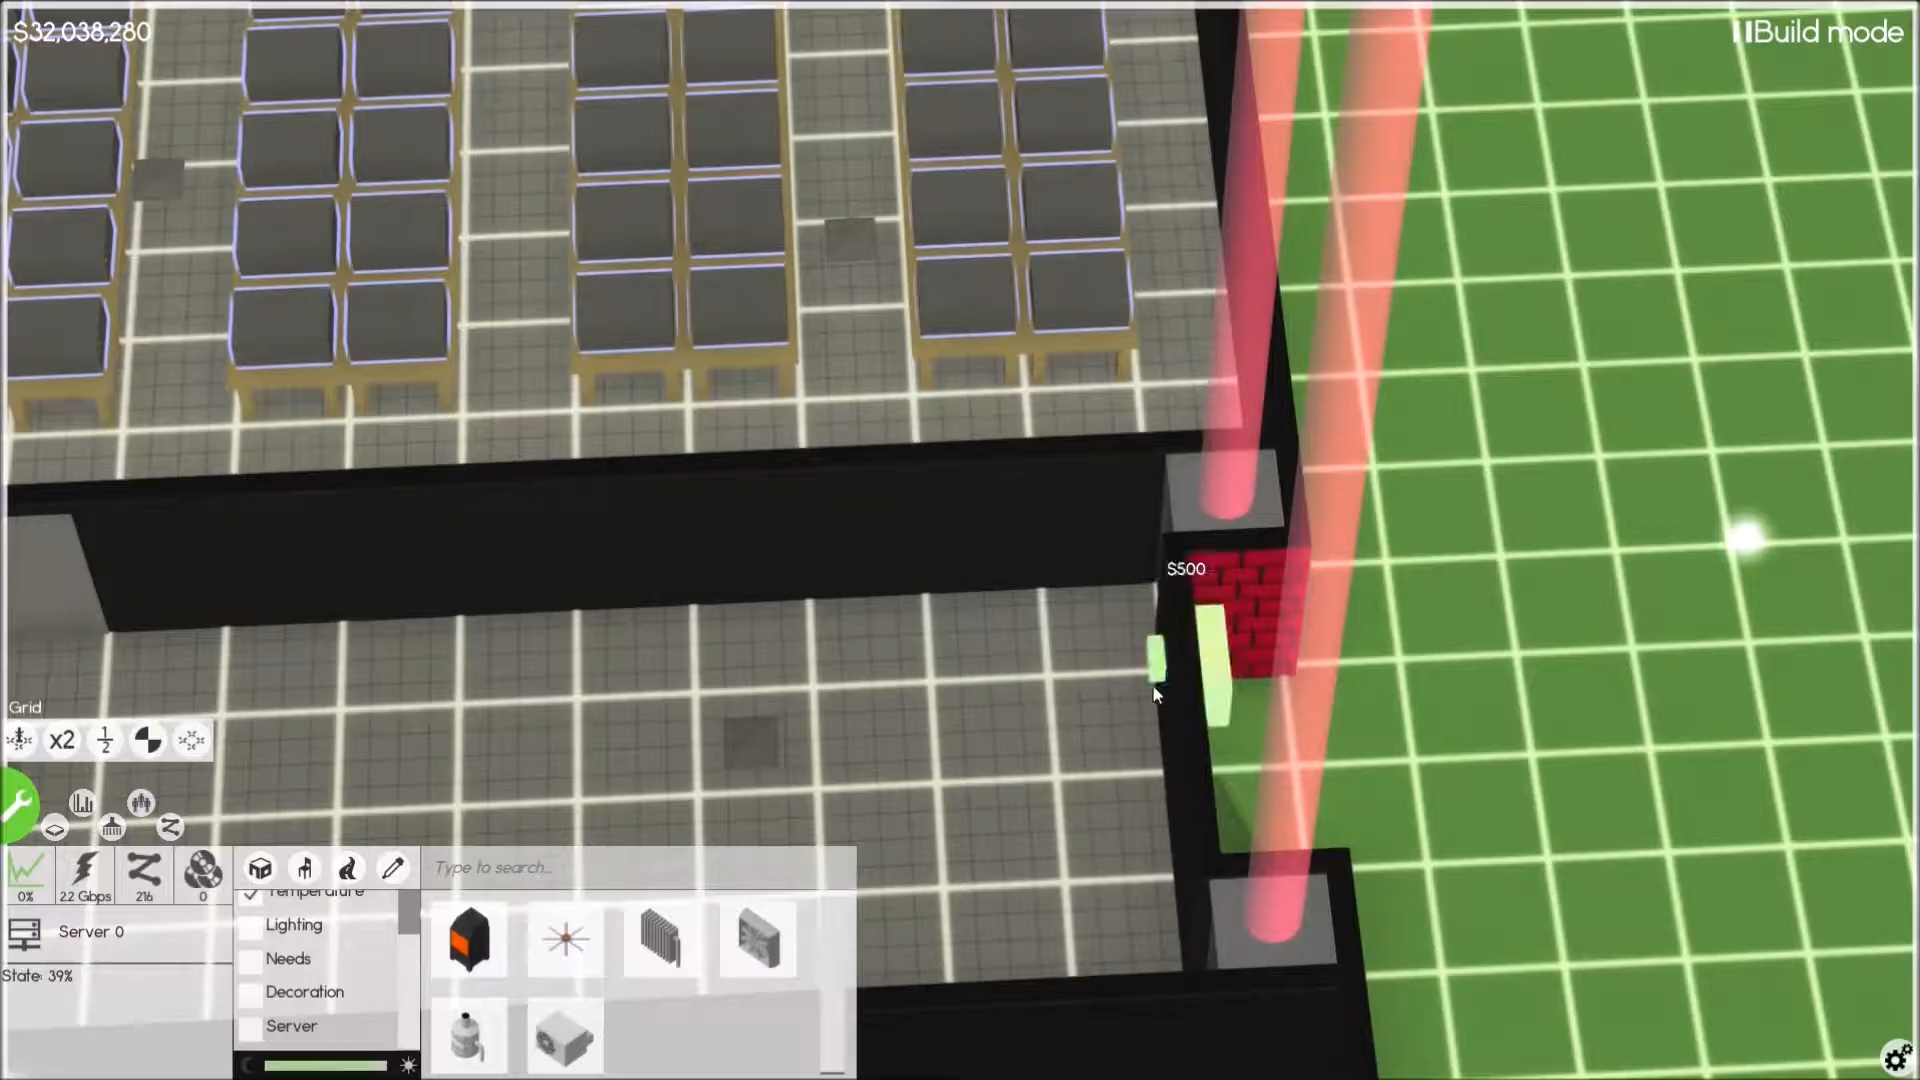 $32,038,280
Build mode
$500
Grid
x2
1/2
0%
22 Gbps
216
0
Server 0
State: 39%
Type to search...
Temperature
Lighting
Needs
Decoration
Server